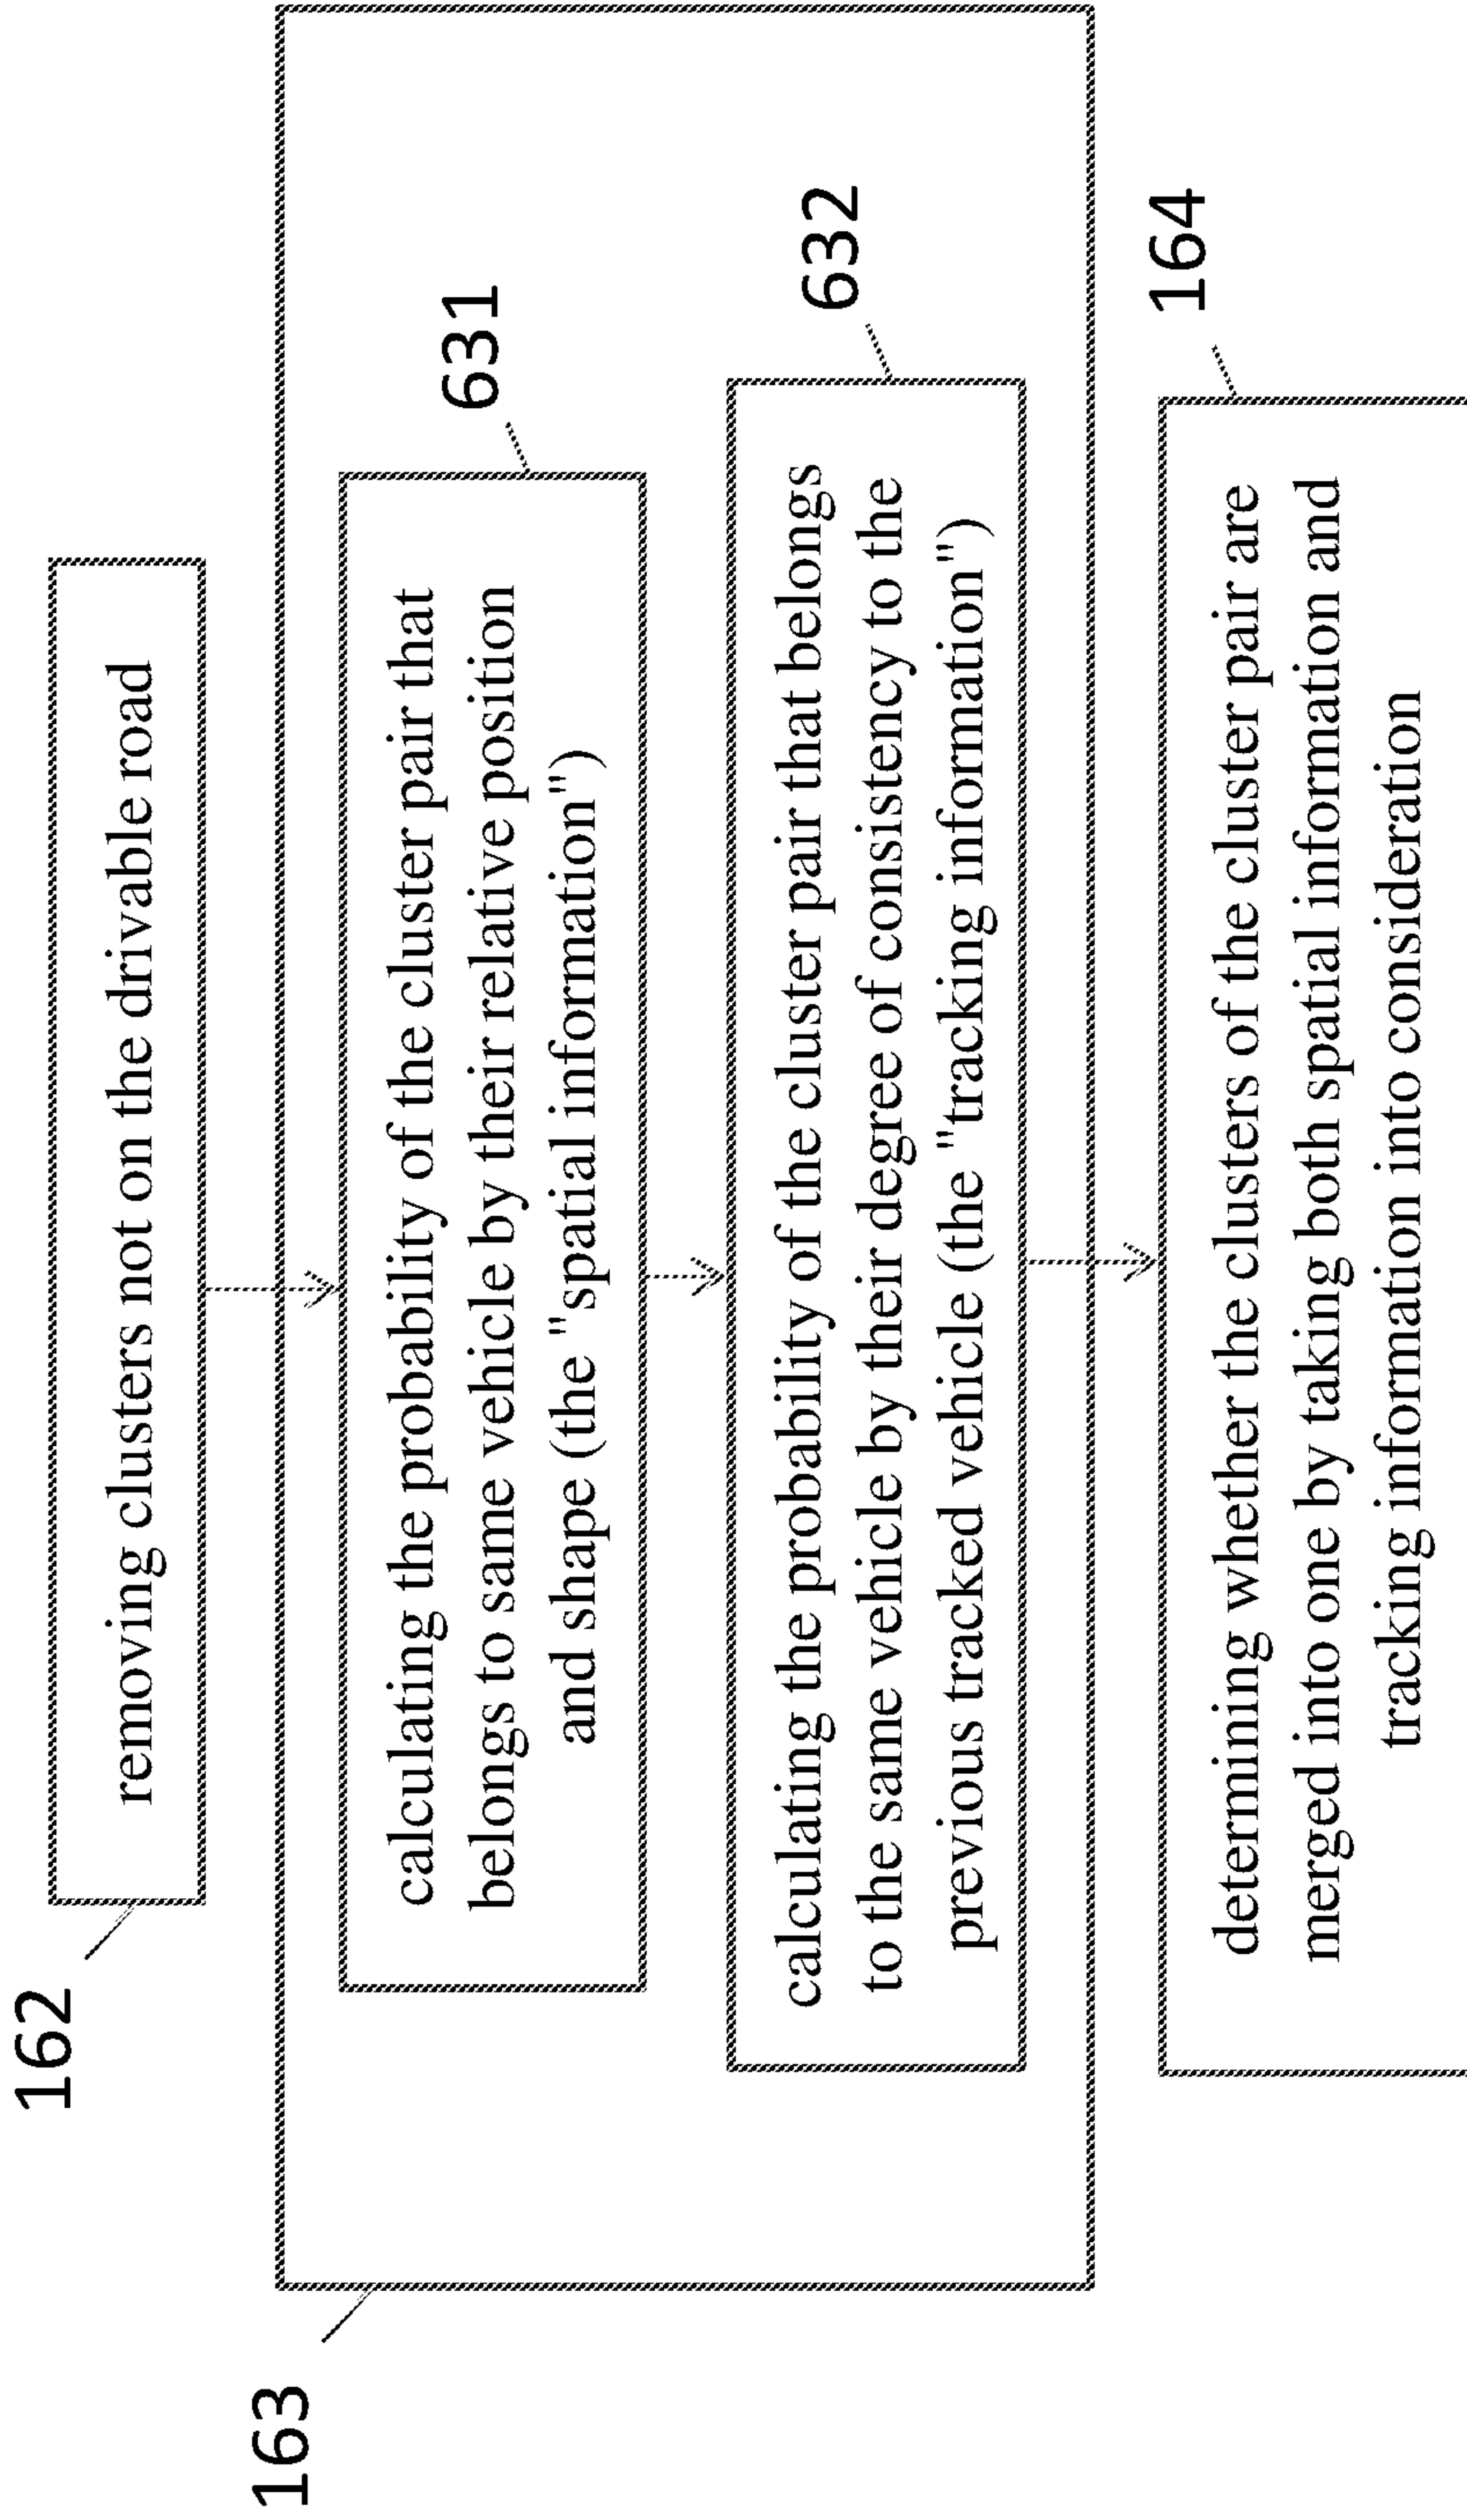 162
removing clusters not on the drivable road
163
calculating the probability of the cluster pair that
belongs to same vehicle by their relative position
and shape (the "spatial information")
631
calculating the probability of the cluster pair that belongs
to the same vehicle by their degree of consistency to the
previous tracked vehicle (the "tracking information")
632
determining whether the clusters of the cluster pair are
merged into one by taking both spatial information and
tracking information into consideration
164